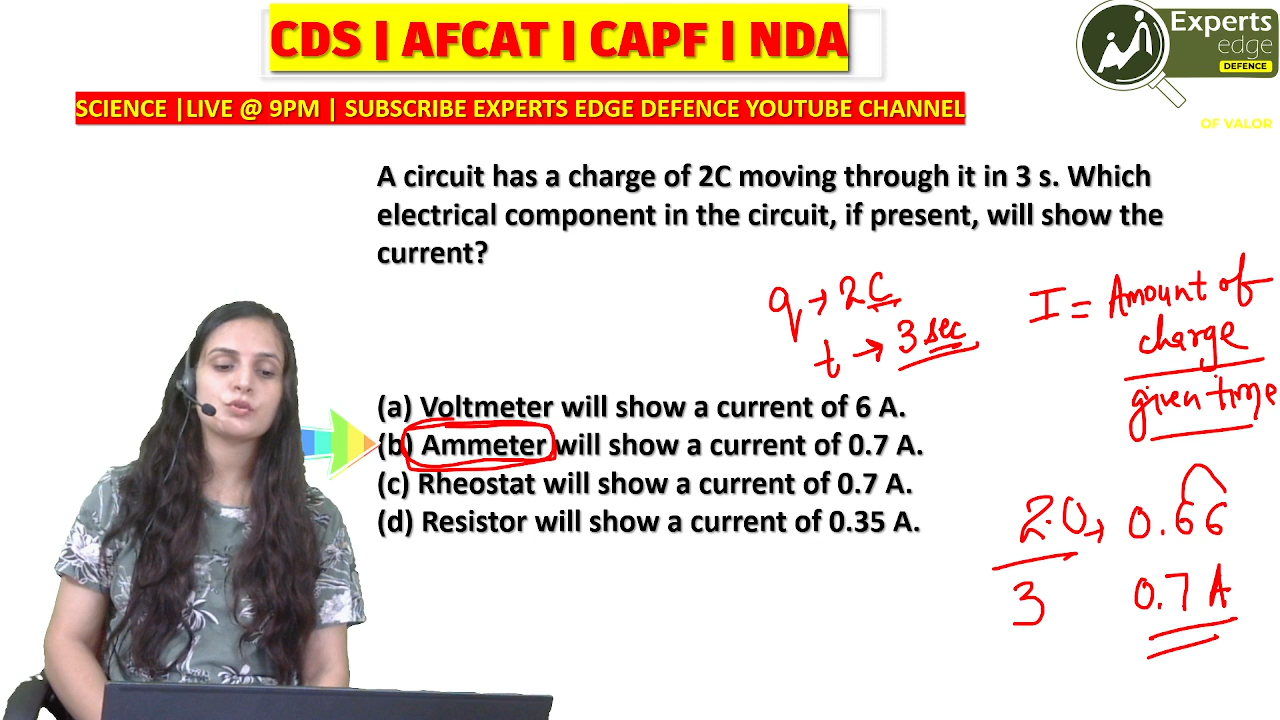 CDS | AFCAT | CAPF | NDA
Experts
edge
DEFENCE
OF VALOR
SCIENCE |LIVE @ 9PM | SUBSCRIBE EXPERTS EDGE DEFENCE YOUTUBE CHANNEL
A circuit has a charge of 2C moving through it in 3 s. Which
electrical component in the circuit, if present, will show the
current?
q → 2C
t → 3 sec
I = Amount of
charge
given time
(a) Voltmeter will show a current of 6 A.
(b) Ammeter will show a current of 0.7 A.
(c) Rheostat will show a current of 0.7 A.
(d) Resistor will show a current of 0.35 A.
2.0 → 0.66
3
0.7 A